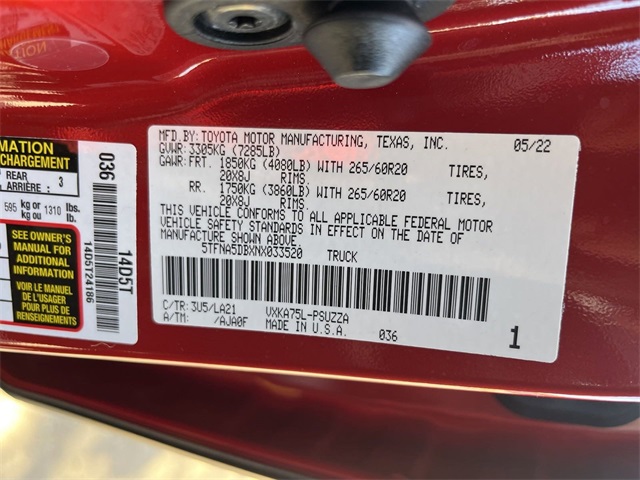 MATION
CHARGEMENT
REAR
ARRIÈRE : 3
595 kg or 1310 lbs.
kg ou lb.
SEE OWNER'S
MANUAL FOR
ADDITIONAL
INFORMATION
VOIR LE MANUEL
DE L'USAGER
POUR PLUS DE
RENSEIGNEMENTS
036
14D5T
14D5T24186
MFD.BY:TOYOTA MOTOR MANUFACTURING, TEXAS, INC. 05/22
GVWR: 3305KG (7285LB)
GAWR: FRT. 1850KG (4080LB) WITH 265/60R20 TIRES,
20X8J RIMS.
RR. 1750KG (3860LB) WITH 265/60R20 TIRES,
20X8J RIMS.
THIS VEHICLE CONFORMS TO ALL APPLICABLE FEDERAL MOTOR
VEHICLE SAFETY STANDARDS IN EFFECT ON THE DATE OF
MANUFACTURE SHOWN ABOVE.
5TFNA5DBXNX033520 TRUCK
C/TR: 3U5/LA21 VXKA75L-PSUZZA
A/TM: /AJA0F MADE IN U.S.A. 036
1